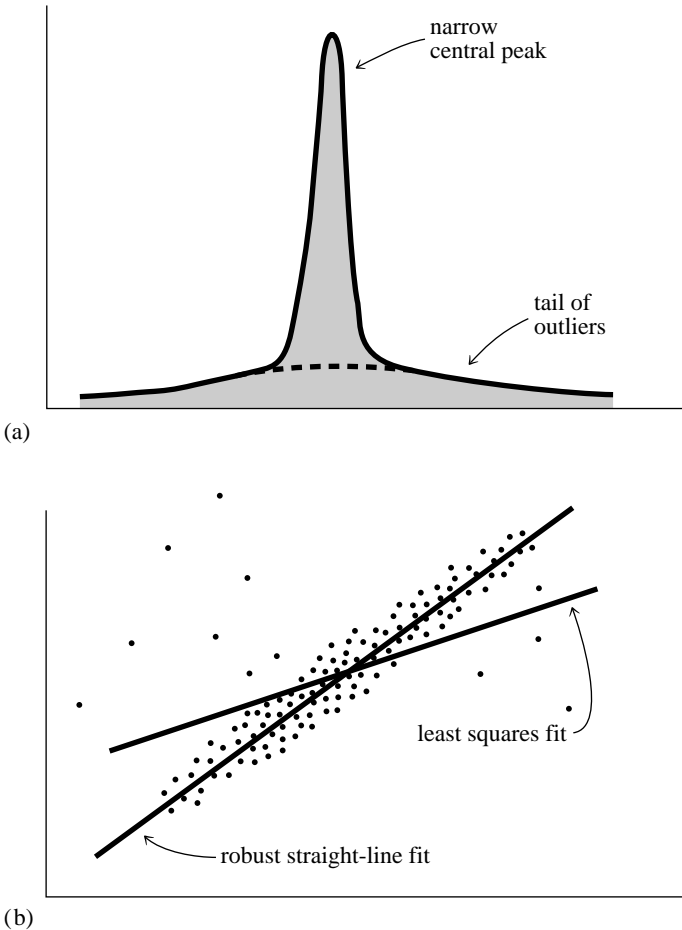 narrow
central peak
tail of
outliers
(a)
least squares fit
robust straight-line fit
(b)